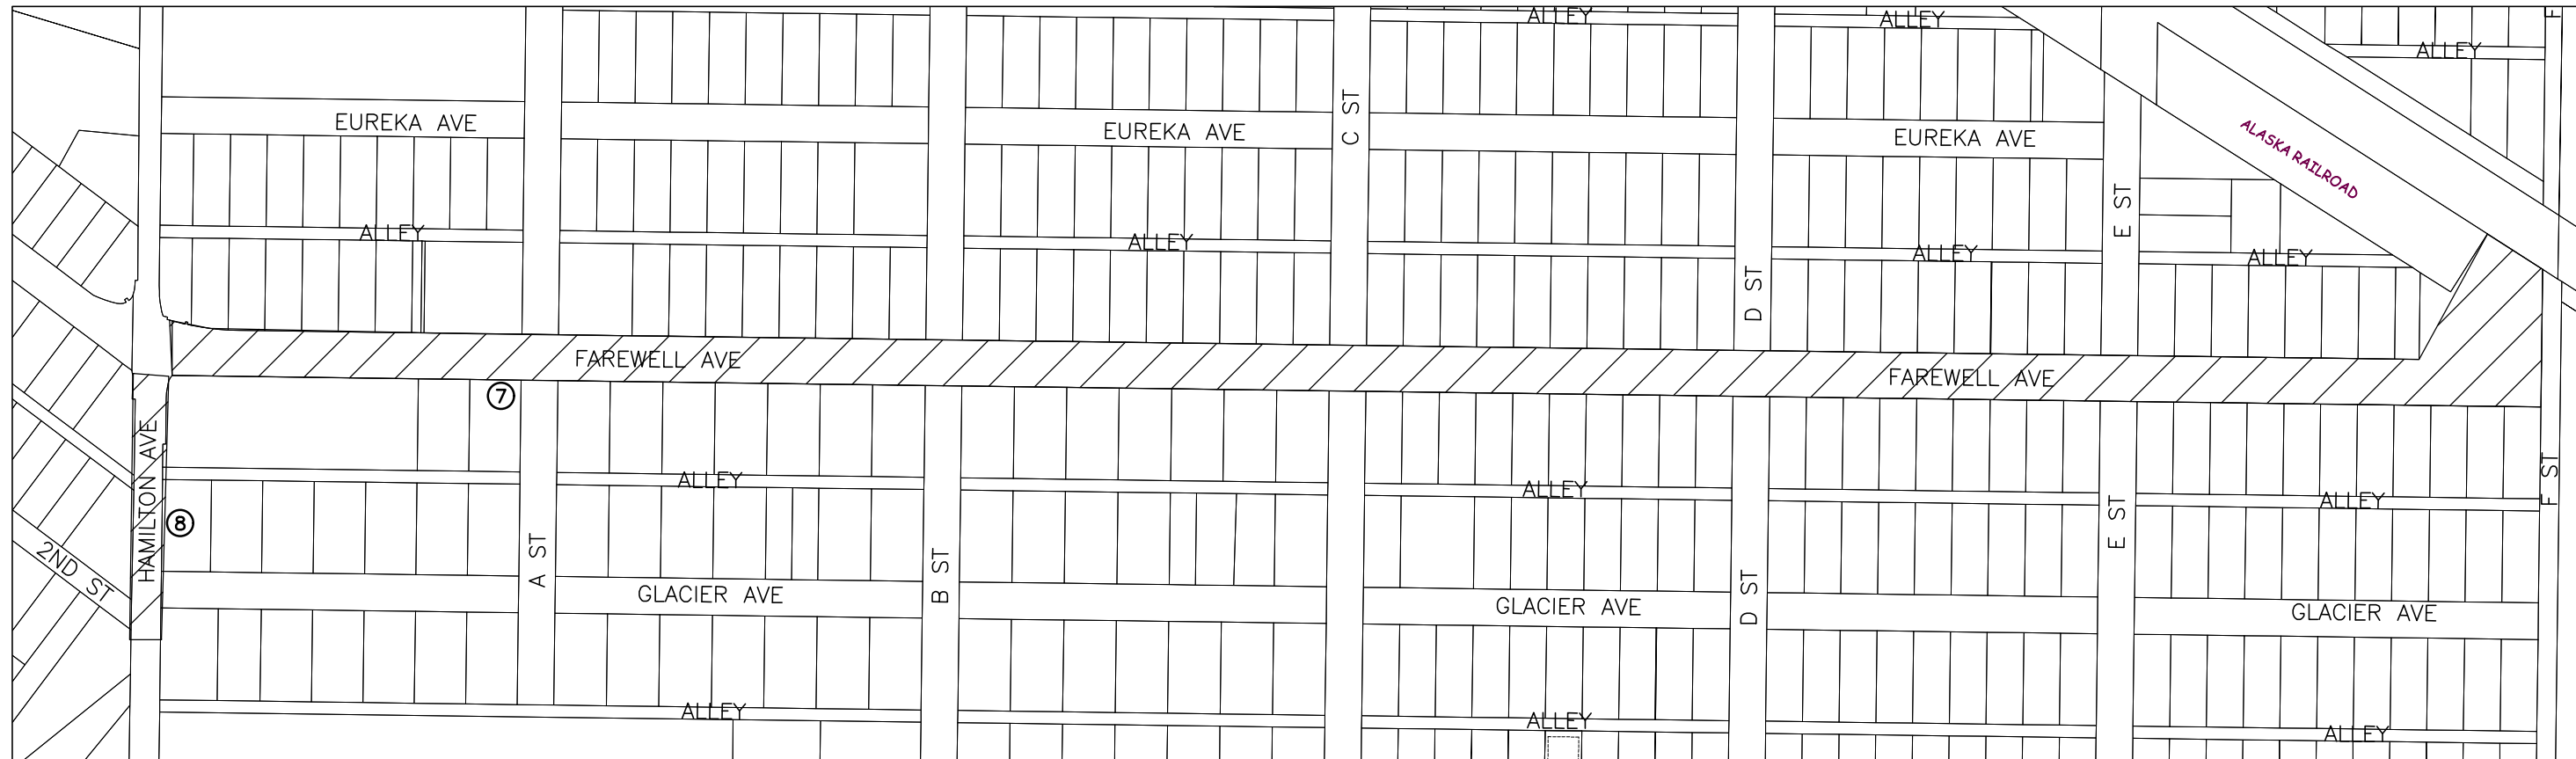 ALLEY
ALLEY
F
ALLEY
EUREKA AVE
C ST
EUREKA AVE
EUREKA AVE
ALASKA RAILROAD
E ST
ALLEY
ALLEY
ALLEY
ALLEY
D ST
FAREWELL AVE
FAREWELL AVE
7
HAMILTON AVE
ALLEY
ALLEY
ALLEY
F ST
8
2ND ST
A ST
B ST
E ST
GLACIER AVE
GLACIER AVE
D ST
GLACIER AVE
ALLEY
ALLEY
ALLEY